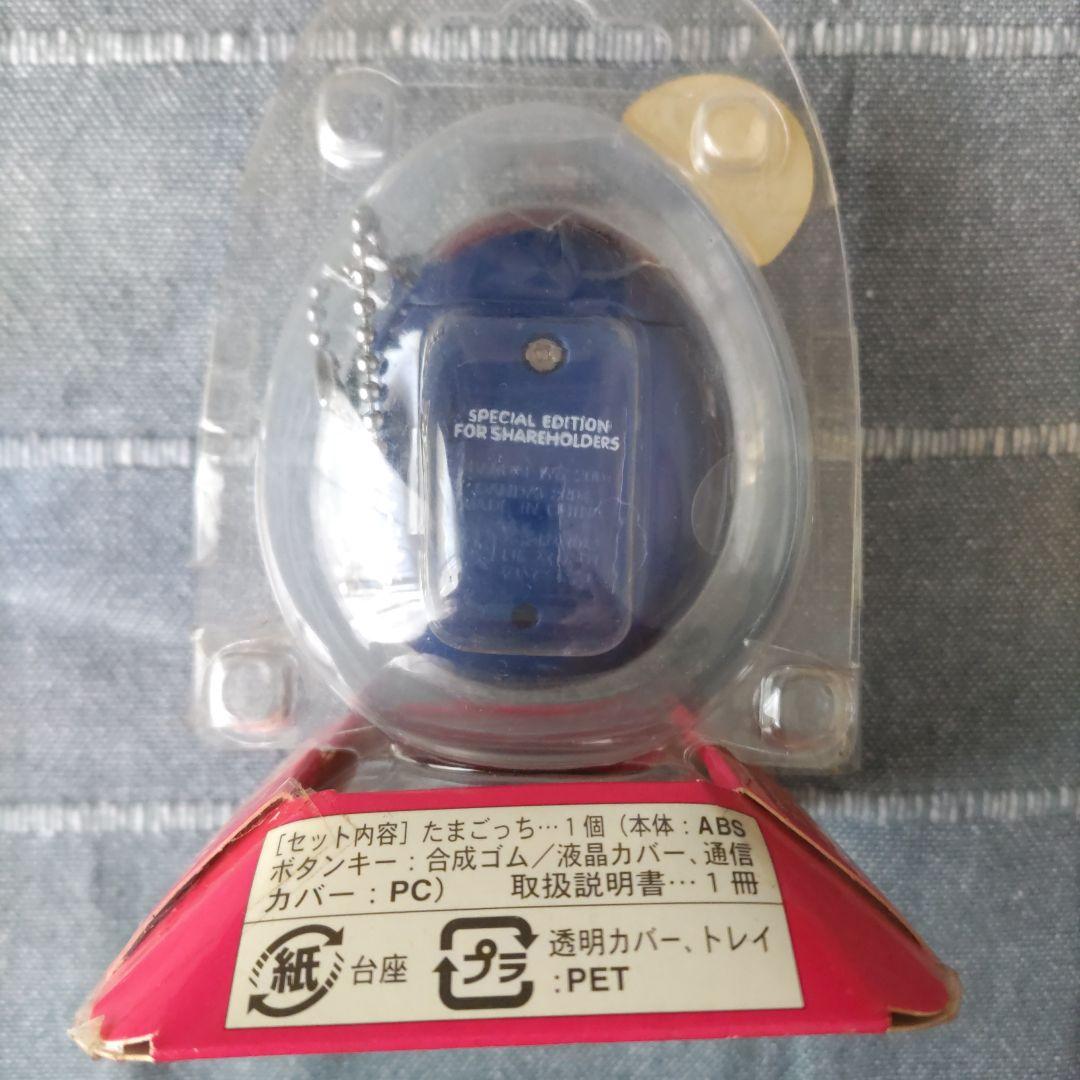 SPECIAL EDITION
FOR SHAREHOLDERS
[セット内容] たまごっち…1個 (本体 : ABS
ボタンキー : 合成ゴム／液晶カバー、通信
カバー : PC) 取扱説明書…1冊
紙 台座
プラ 透明カバー、トレイ
:PET